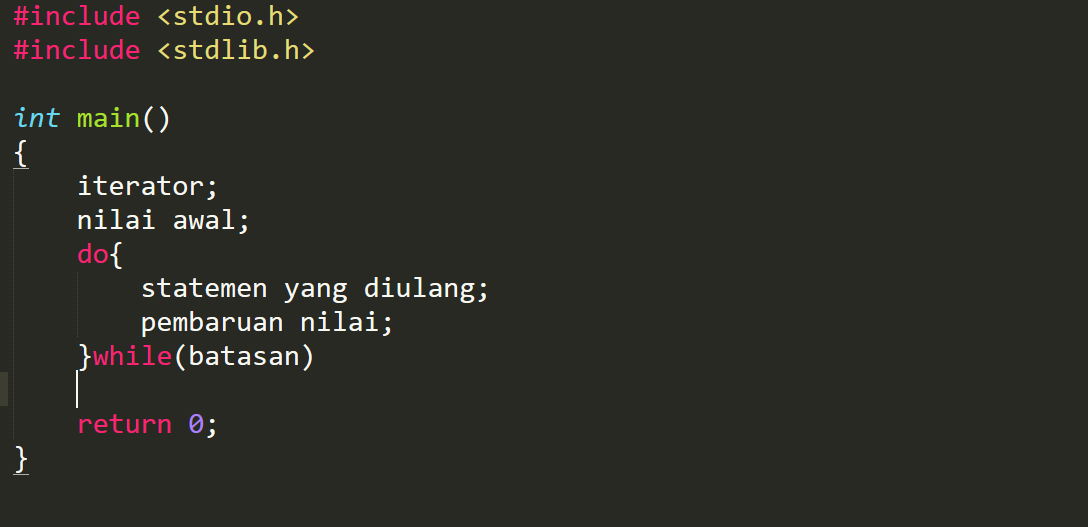 #include <stdio.h>
#include <stdlib.h>
int main()
{
iterator;
nilai awal;
do{
statemen yang diulang;
pembaruan nilai;
}while(batasan)
return 0;
}